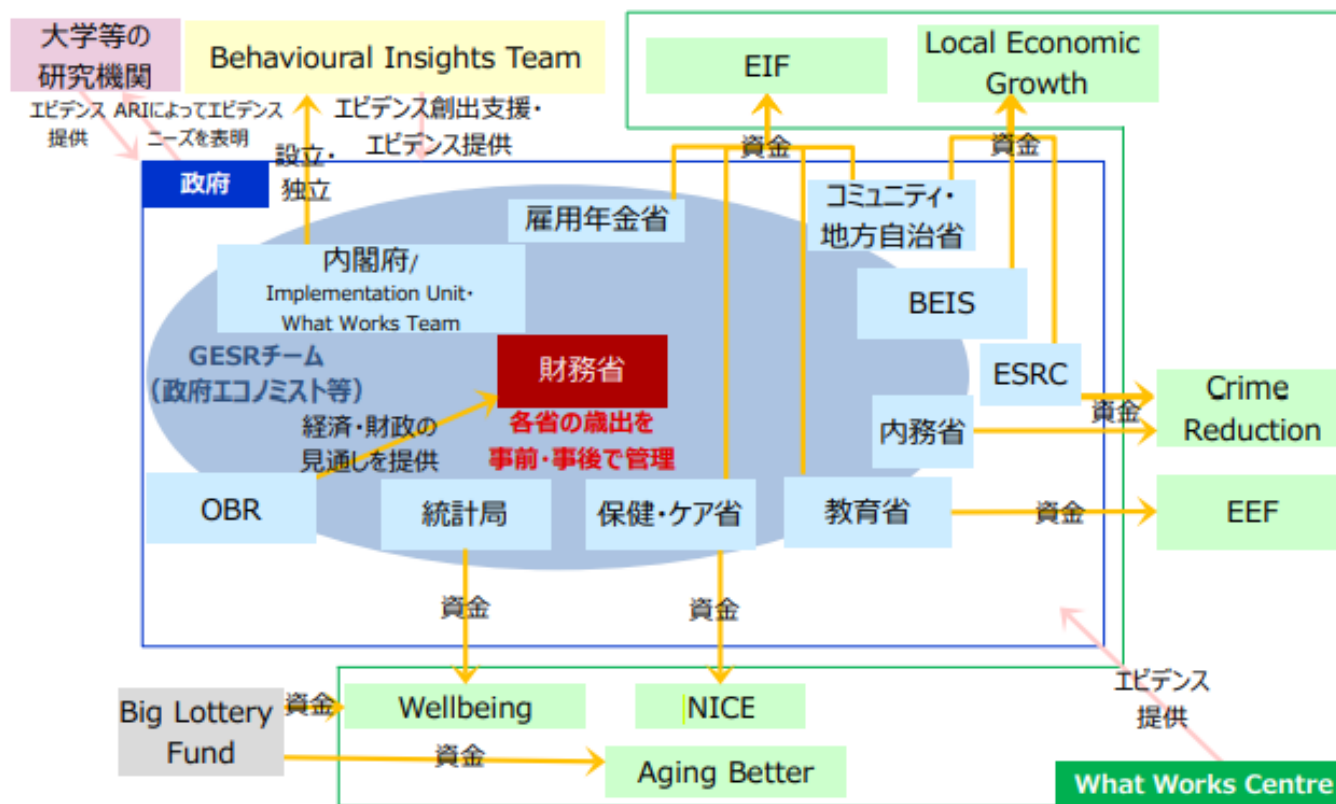 大学等の
研究機関
Behavioural Insights Team
EIF
Local Economic
Growth
エビデンス
提供
ARIによってエビデンス
ニーズを表明
エビデンス創出支援・
エビデンス提供
資金
資金
設立・
独立
政府
雇用年金省
コミュニティ・
地方自治省
内閣府/
Implementation Unit・
What Works Team
BEIS
GESRチーム
（政府エコノミスト等）
財務省
ESRC
Crime
Reduction
資金
各省の歳出を
事前・事後で管理
内務省
経済・財政の
見通しを提供
OBR
統計局
保健・ケア省
教育省
資金
EEF
資金
資金
エビデンス
提供
Big Lottery
Fund
資金
Wellbeing
NICE
資金
Aging Better
What Works Centre